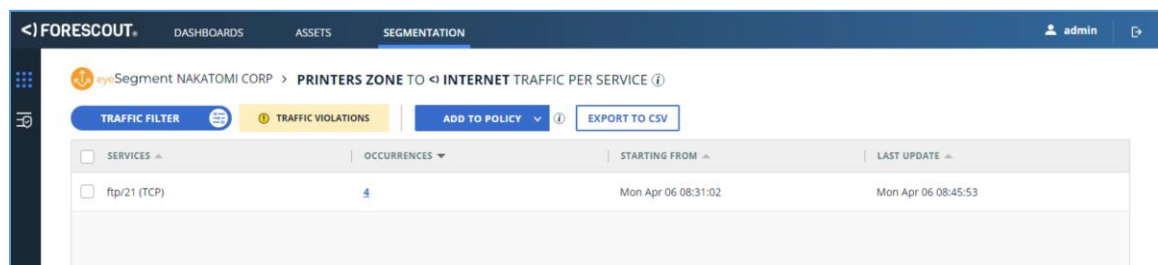 <) FORESCOUT. DASHBOARDS ASSETS SEGMENTATION admin
eyeSegment NAKATOMI CORP > PRINTERS ZONE TO <) INTERNET TRAFFIC PER SERVICE i
TRAFFIC FILTER TRAFFIC VIOLATIONS ADD TO POLICY i EXPORT TO CSV
SERVICES OCCURRENCES STARTING FROM LAST UPDATE
ftp/21 (TCP) 4 Mon Apr 06 08:31:02 Mon Apr 06 08:45:53